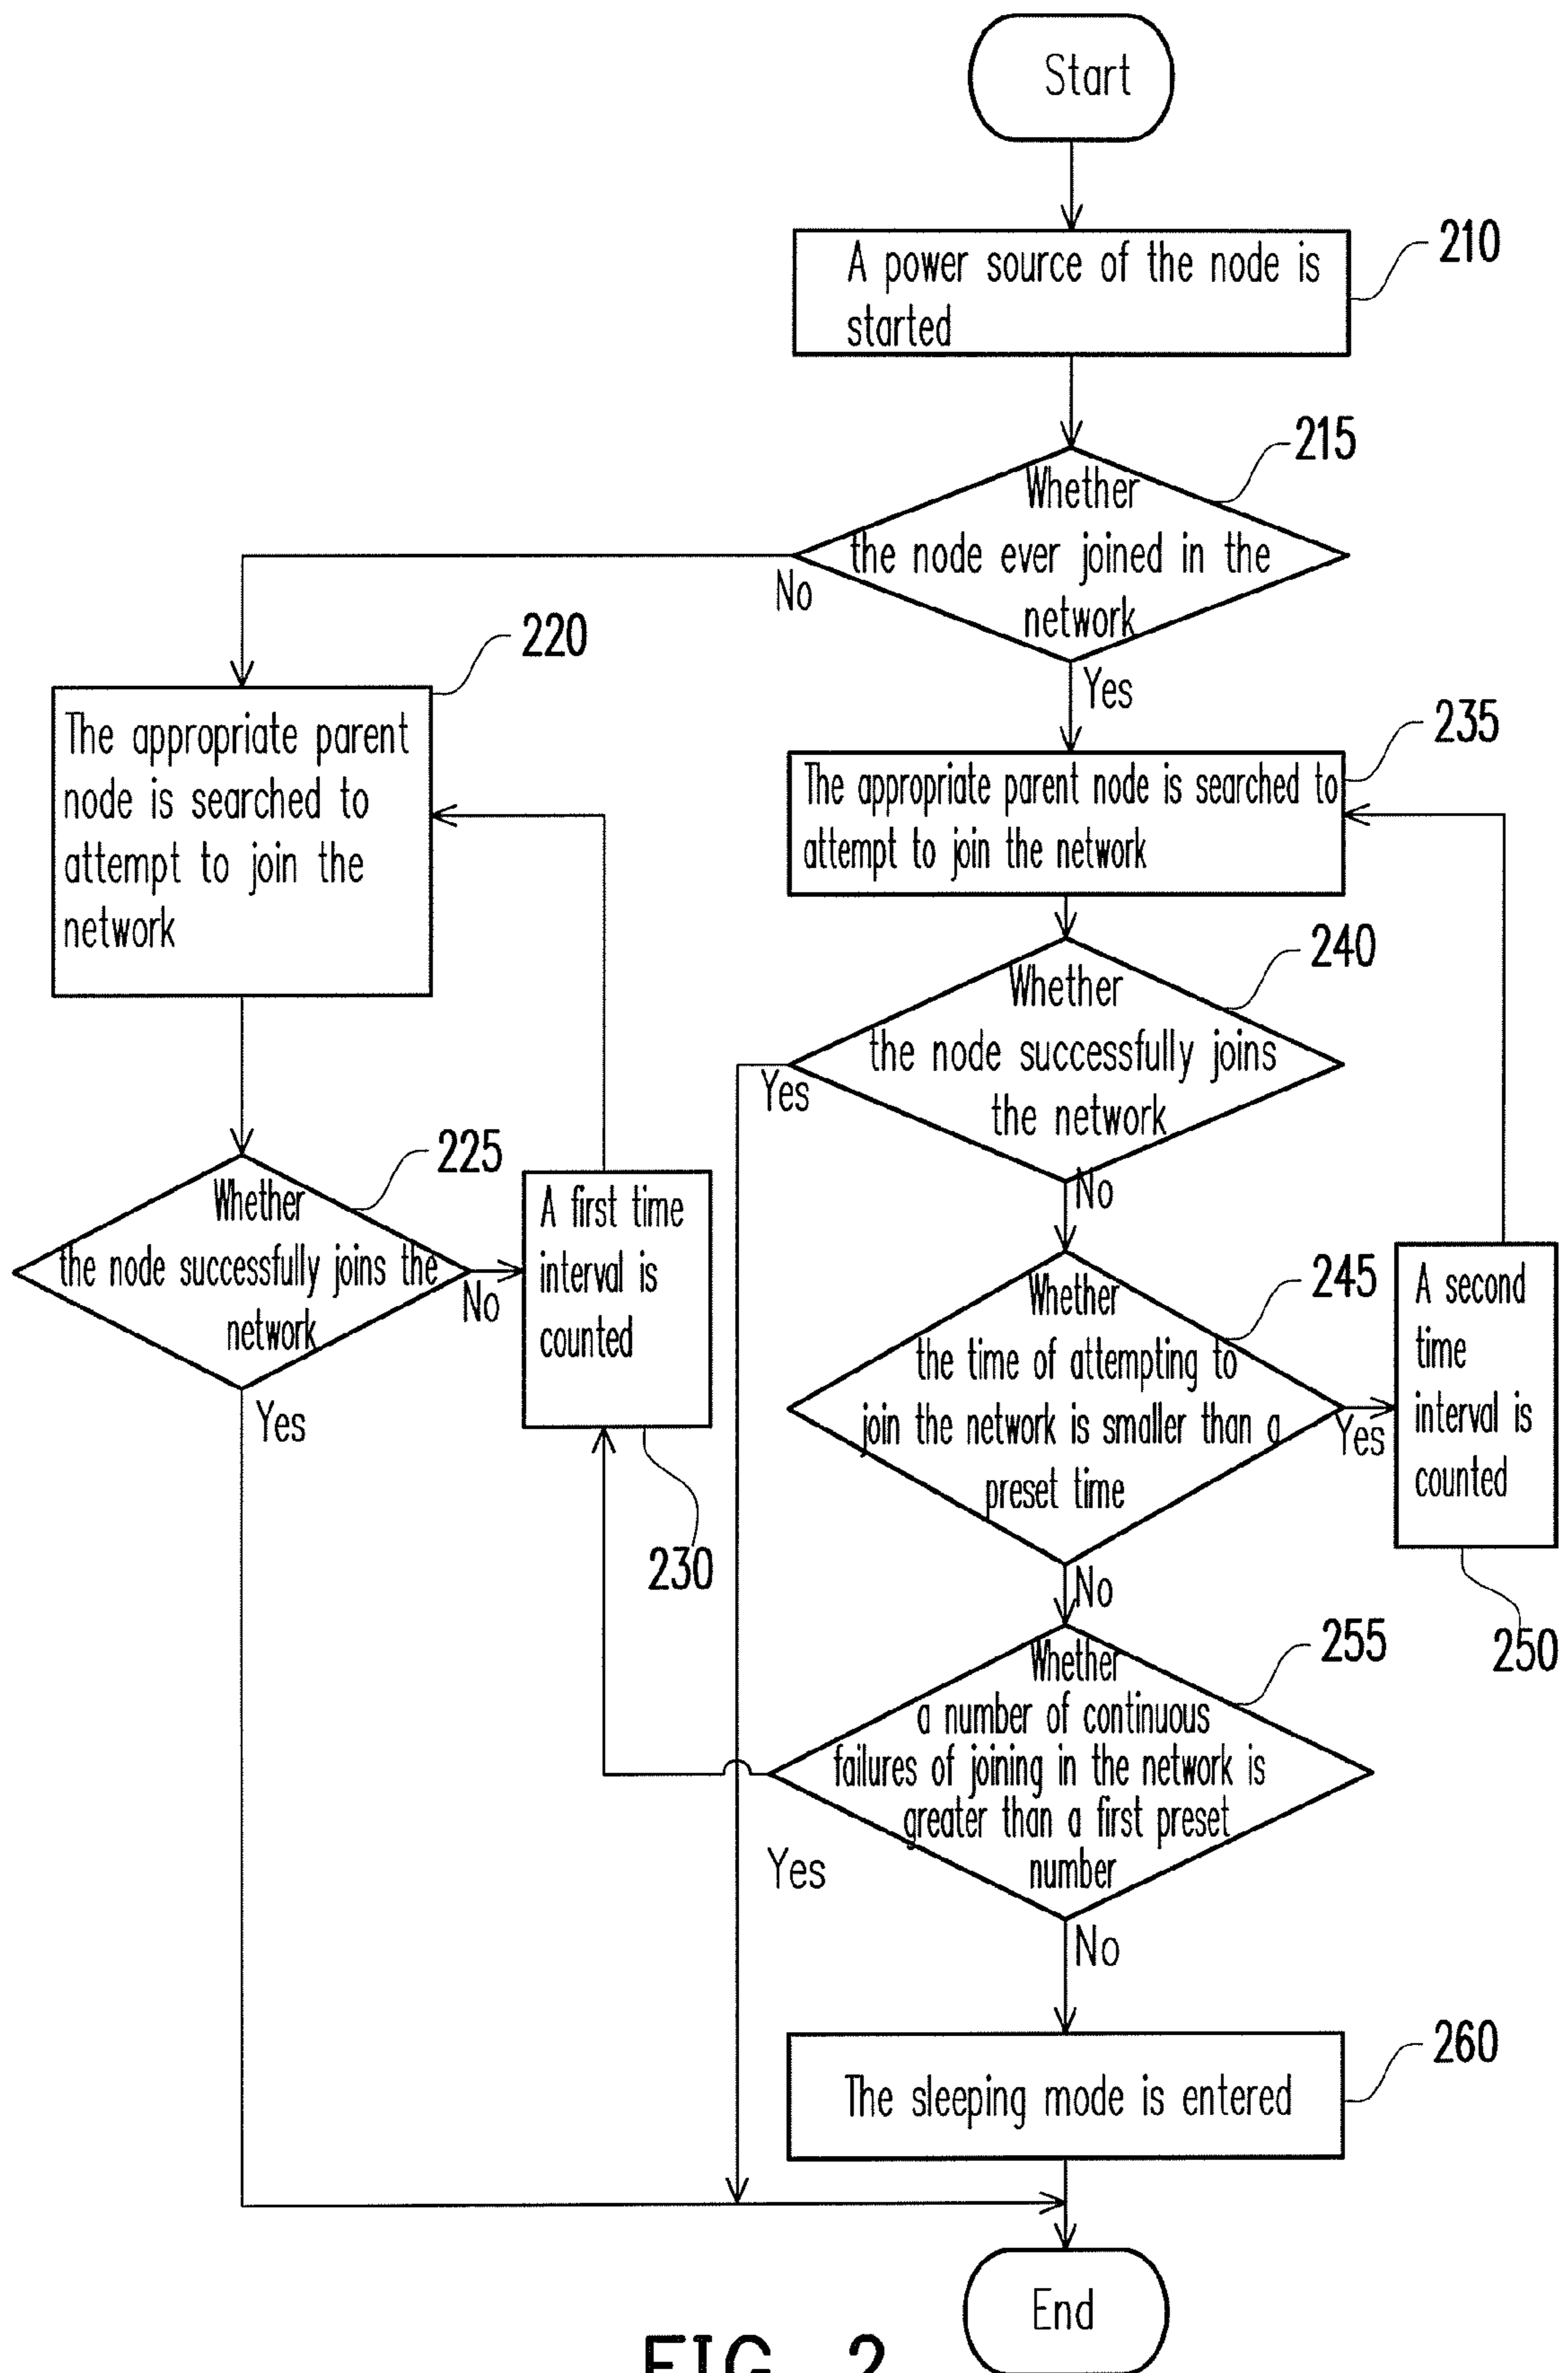 Start
A power source of the node is
started
210
215
Whether
the node ever joined in the
network
No
Yes
220
The appropriate parent
node is searched to
attempt to join the
network
235
The appropriate parent node is searched to
attempt to join the network
240
Whether
the node successfully joins
the network
Yes
No
225
Whether
the node successfully joins the
network
No
Yes
A first time
interval is
counted
230
245
Whether
the time of attempting to
join the network is smaller than a
preset time
Yes
No
A second
time
interval is
counted
250
255
Whether
a number of continuous
failures of joining in the network is
greater than a first preset
number
Yes
No
260
The sleeping mode is entered
End
FIG. 2